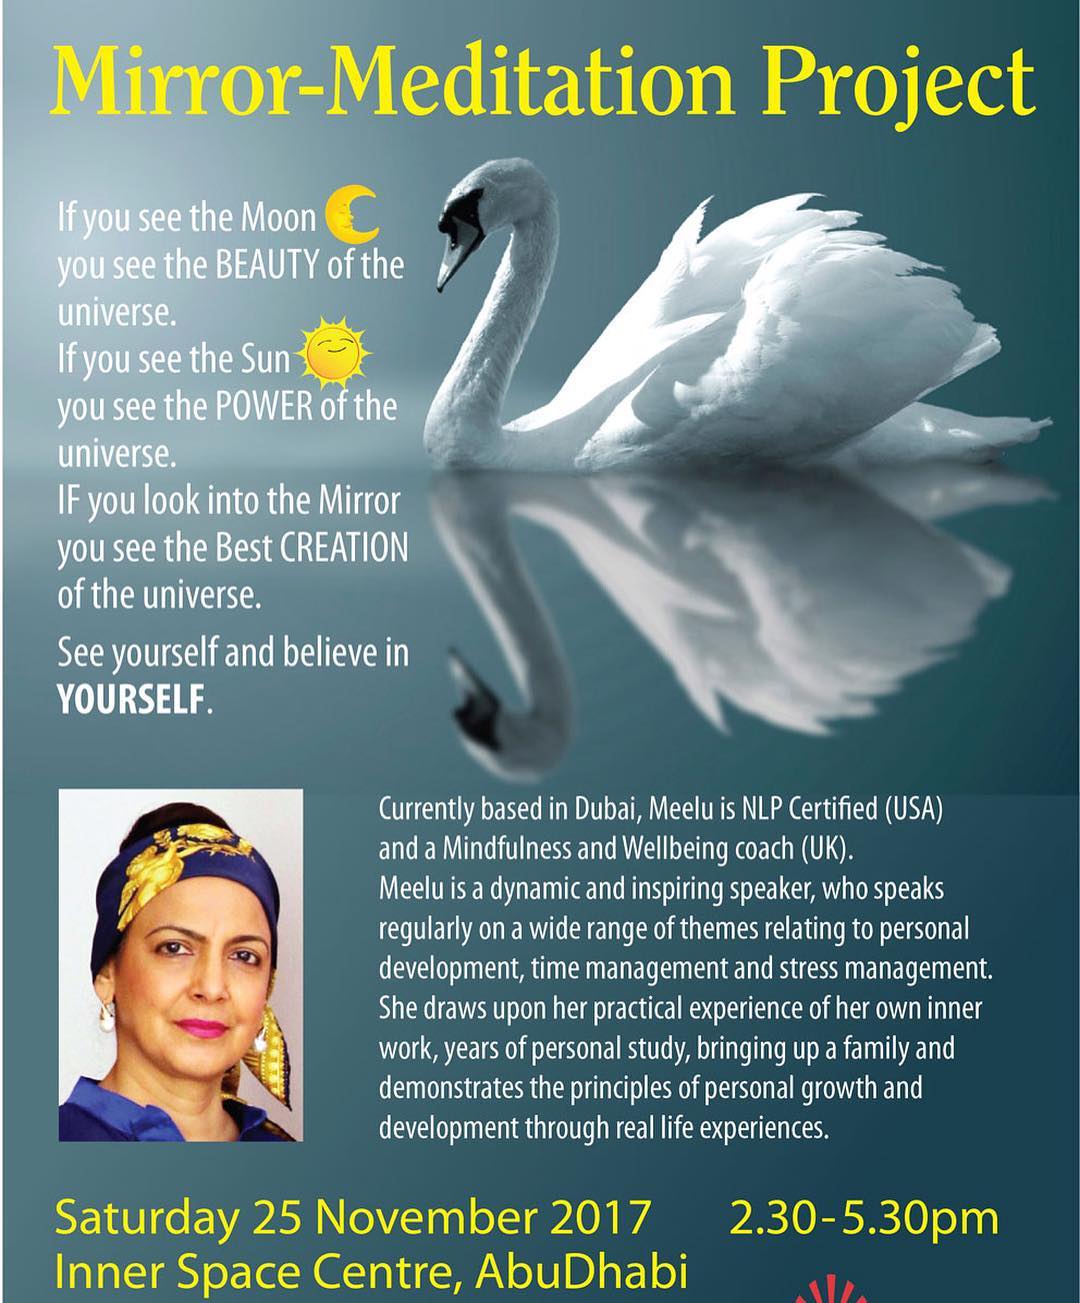 Mirror-Meditation Project
If you see the Moon
you see the BEAUTY of the
universe.
If you see the Sun
you see the POWER of the
universe.
IF you look into the Mirror
you see the Best CREATION
of the universe.
See yourself and believe in
YOURSELF.
Currently based in Dubai, Meelu is NLP Certified (USA)
and a Mindfulness and Wellbeing coach (UK).
Meelu is a dynamic and inspiring speaker, who speaks
regularly on a wide range of themes relating to personal
development, time management and stress management.
She draws upon her practical experience of her own inner
work, years of personal study, bringing up a family and
demonstrates the principles of personal growth and
development through real life experiences.
Saturday 25 November 2017 2.30-5.30pm
Inner Space Centre, AbuDhabi